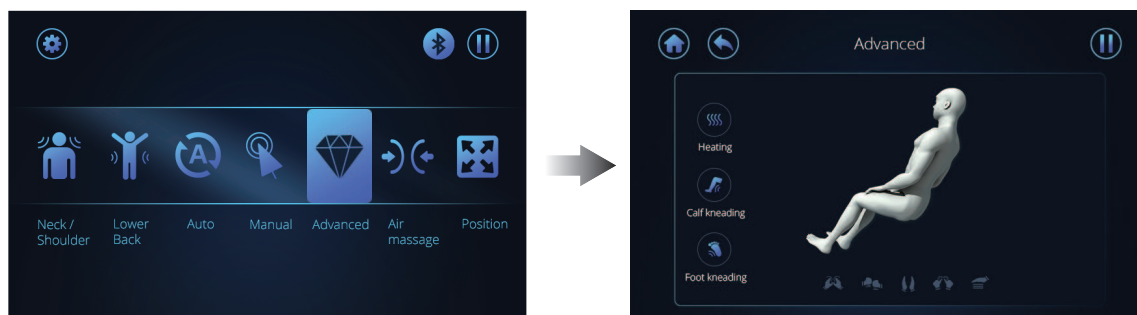 Neck /
Shoulder
Lower
Back
Auto
Manual
Advanced
Air
massage
Position
Advanced
Heating
Calf kneading
Foot kneading